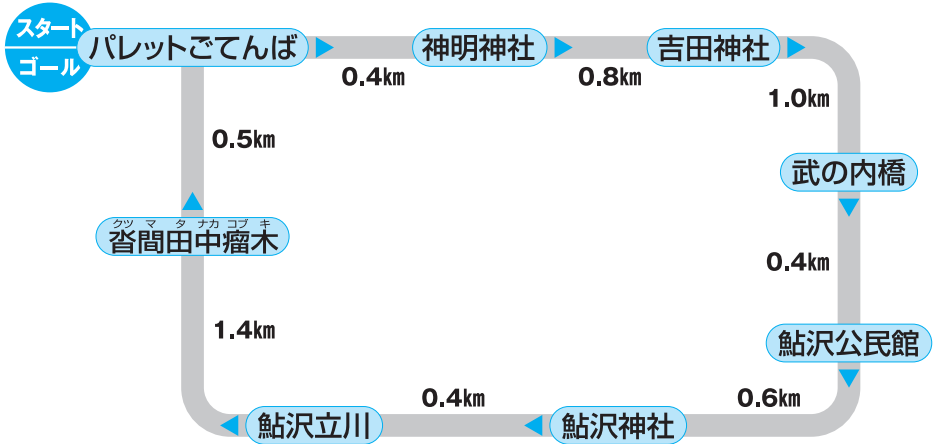 スタート
ゴール
パレットごてんば
0.4km
神明神社
0.8km
吉田神社
1.0km
武の内橋
0.4km
鮎沢公民館
0.6km
鮎沢神社
0.4km
鮎沢立川
1.4km
クツ マ タ ナカ コブ キ
沓間田中瘤木
0.5km